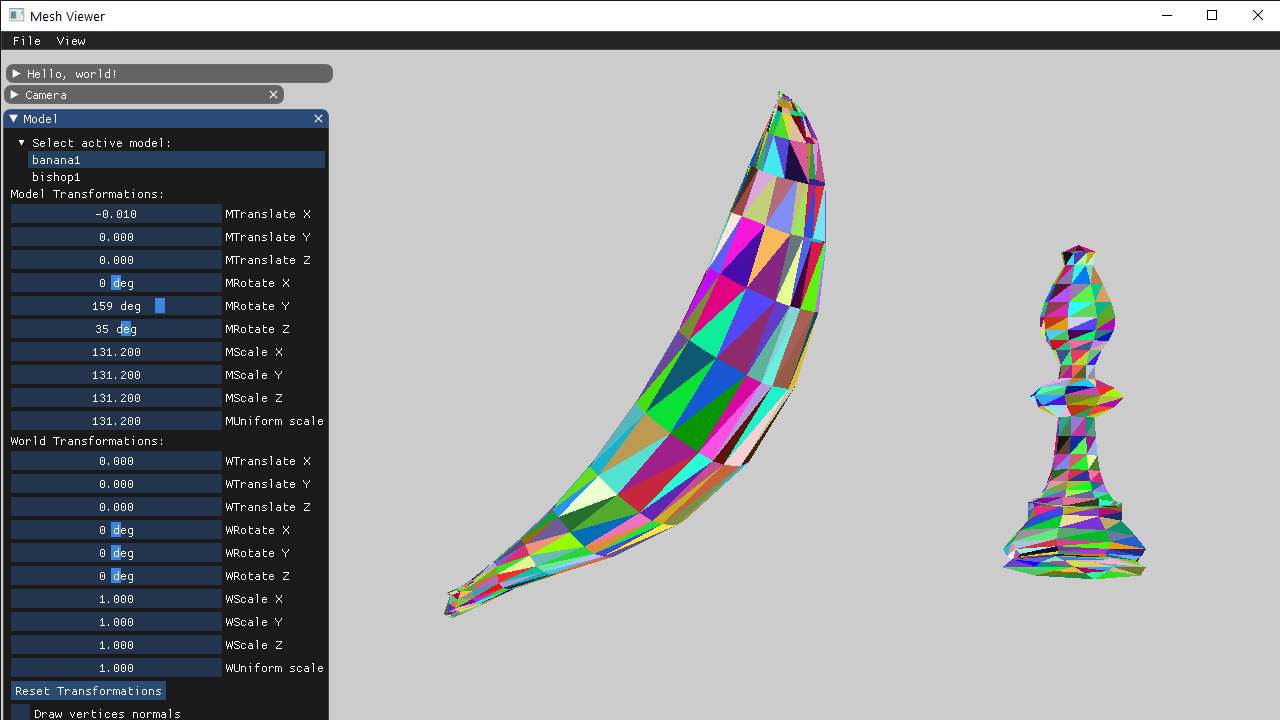 Mesh Viewer
File View
Hello, world!
Camera
Model
Select active model:
banana1
bishop1
Model Transformations:
-0.010 MTranslate X
0.000 MTranslate Y
0.000 MTranslate Z
0 deg MRotate X
159 deg MRotate Y
35 deg MRotate Z
131.200 MScale X
131.200 MScale Y
131.200 MScale Z
131.200 MUniform scale
World Transformations:
0.000 WTranslate X
0.000 WTranslate Y
0.000 WTranslate Z
0 deg WRotate X
0 deg WRotate Y
0 deg WRotate Z
1.000 WScale X
1.000 WScale Y
1.000 WScale Z
1.000 WUniform scale
Reset Transformations
Draw vertices normals